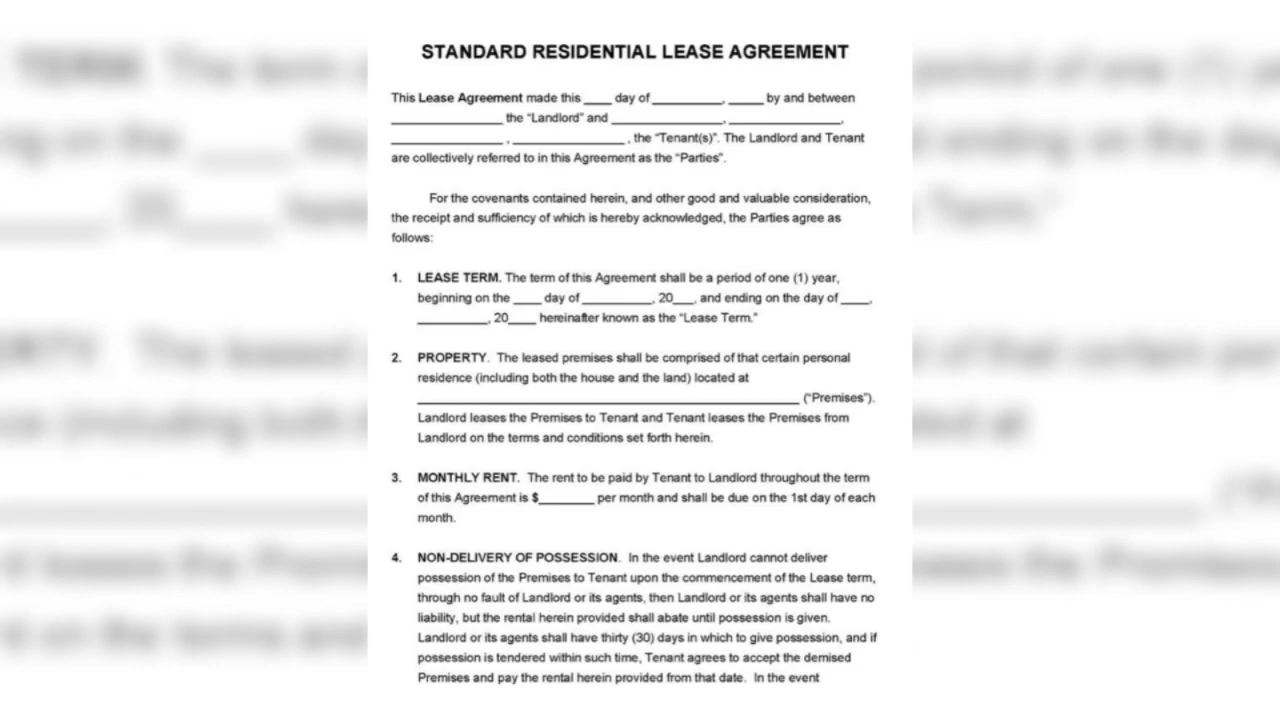 STANDARD RESIDENTIAL LEASE AGREEMENT
This Lease Agreement made this ____ day of __________, _____ by and between
________________ the “Landlord” and ________________, ________________,
________________ , ________________ , the “Tenant(s)”. The Landlord and Tenant
are collectively referred to in this Agreement as the “Parties”.
For the covenants contained herein, and other good and valuable consideration,
the receipt and sufficiency of which is hereby acknowledged, the Parties agree as
follows:
1. LEASE TERM. The term of this Agreement shall be a period of one (1) year,
beginning on the ____ day of __________, 20___, and ending on the day of ____,
__________, 20____ hereinafter known as the “Lease Term.”
2. PROPERTY. The leased premises shall be comprised of that certain personal
residence (including both the house and the land) located at
_______________________________________________________ (“Premises”).
Landlord leases the Premises to Tenant and Tenant leases the Premises from
Landlord on the terms and conditions set forth herein.
3. MONTHLY RENT. The rent to be paid by Tenant to Landlord throughout the term
of this Agreement is $________ per month and shall be due on the 1st day of each
month.
4. NON-DELIVERY OF POSSESSION. In the event Landlord cannot deliver
possession of the Premises to Tenant upon the commencement of the Lease term,
through no fault of Landlord or its agents, then Landlord or its agents shall have no
liability, but the rental herein provided shall abate until possession is given.
Landlord or its agents shall have thirty (30) days in which to give possession, and if
possession is tendered within such time, Tenant agrees to accept the demised
Premises and pay the rental herein provided from that date. In the event